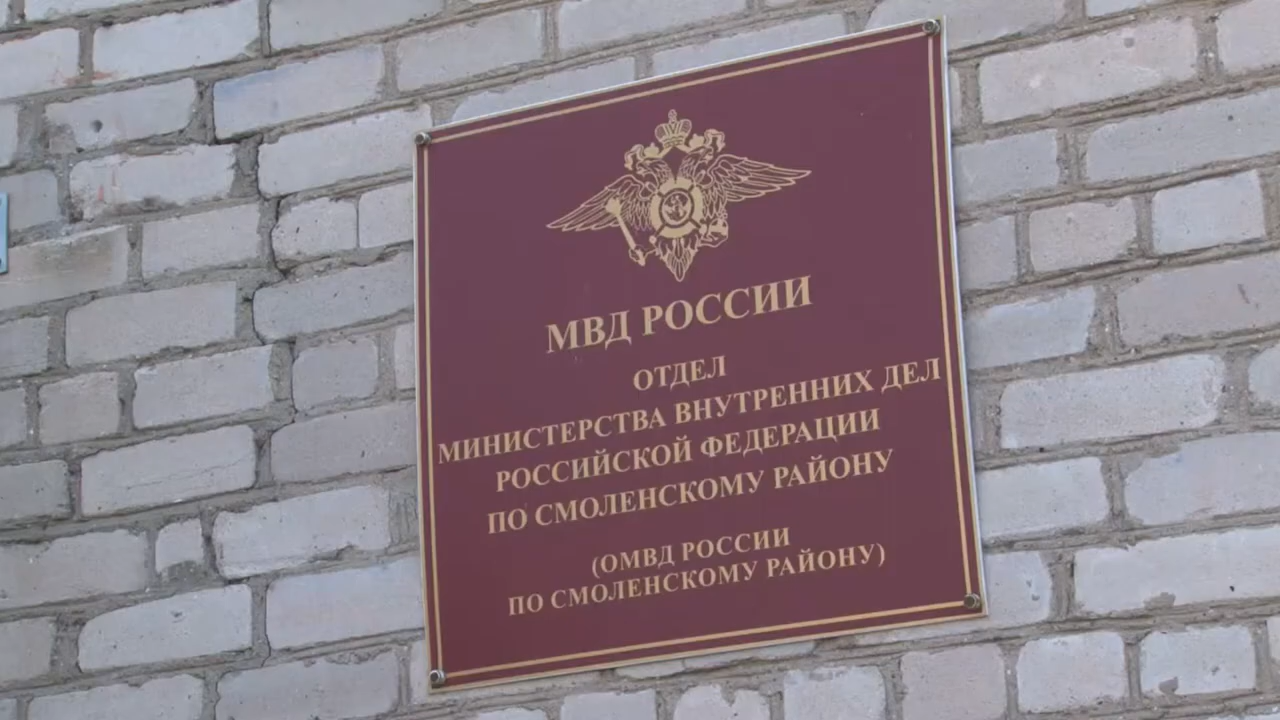 МВД РОССИИ
ОТДЕЛ
МИНИСТЕРСТВА ВНУТРЕННИХ ДЕЛ
РОССИЙСКОЙ ФЕДЕРАЦИИ
ПО СМОЛЕНСКОМУ РАЙОНУ
(ОМВД РОССИИ
ПО СМОЛЕНСКОМУ РАЙОНУ)